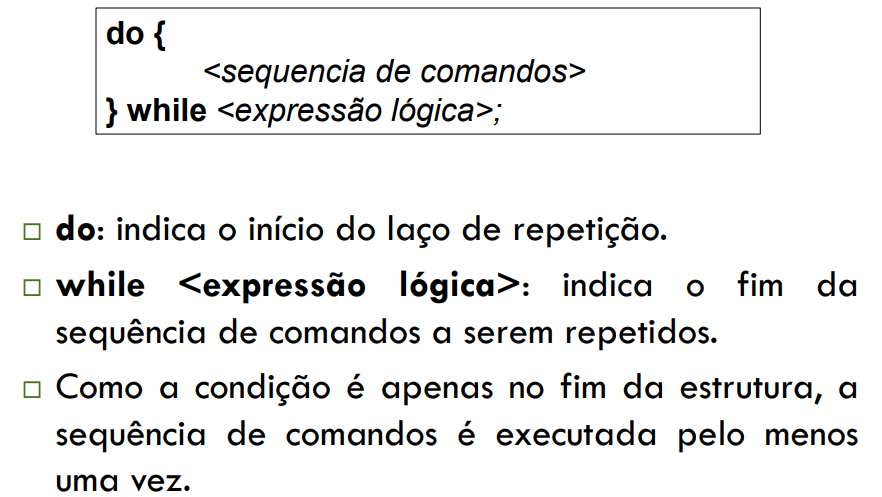 do {
<sequencia de comandos>
} while <expressão lógica>;
do: indica o início do laço de repetição.
while <expressão lógica>: indica o fim da
sequência de comandos a serem repetidos.
Como a condição é apenas no fim da estrutura, a
sequência de comandos é executada pelo menos
uma vez.